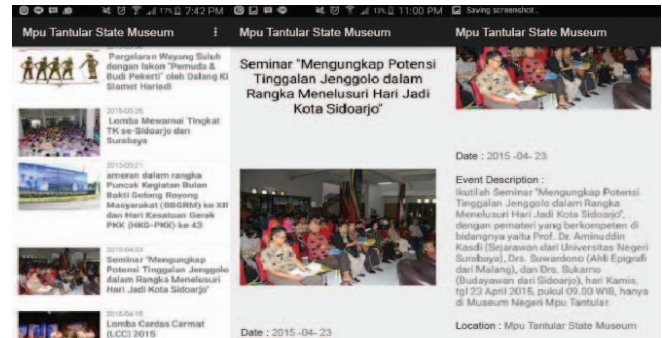 7:42 PM
Mpu Tantular State Museum
Pergelaran Wayang Suluh
dengan lakon "Pemuda &
Budi Pekerti" oleh Dalang Ki
Slamet Hariadi
2015-05-26
Lomba Mewarnai Tingkat
TK se-Sidoarjo dan
Surabaya
2015-05-21
ameran dalam rangka
Puncak Kegiatan Bulan
Bakti Gotong Royong
Masyarakat (BBGRM) ke XII
dan Hari Kesatuan Gerak
PKK (HKG-PKK) ke 43
2015-04-23
Seminar "Mengungkap
Potensi Tinggalan Jenggolo
dalam Rangka Menelusuri
Hari Jadi Kota Sidoarjo"
2015-04-16
Lomba Cerdas Cermat
(LCC) 2015
11:00 PM
Mpu Tantular State Museum
Seminar "Mengungkap Potensi
Tinggalan Jenggolo dalam
Rangka Menelusuri Hari Jadi
Kota Sidoarjo"
Date : 2015 -04- 23
Saving screenshot...
Mpu Tantular State Museum
Date : 2015 -04- 23
Event Description :
Ikutilah Seminar "Mengungkap Potensi
Tinggalan Jenggolo dalam Rangka
Menelusuri Hari Jadi Kota Sidoarjo",
dengan pemateri yang berkompeten di
bidangnya yaitu Prof. Dr. Aminuddin
Kasdi (Sejarawan dari Universitas Negeri
Surabaya), Drs. Suwardono (Ahli Epigrafi
dari Malang), dan Drs. Sukarno
(Budayawan dari Sidoarjo), hari Kamis,
tgl 23 April 2015, pukul 09.00 WIB, hanya
di Museum Negeri Mpu Tantular.
Location : Mpu Tantular State Museum